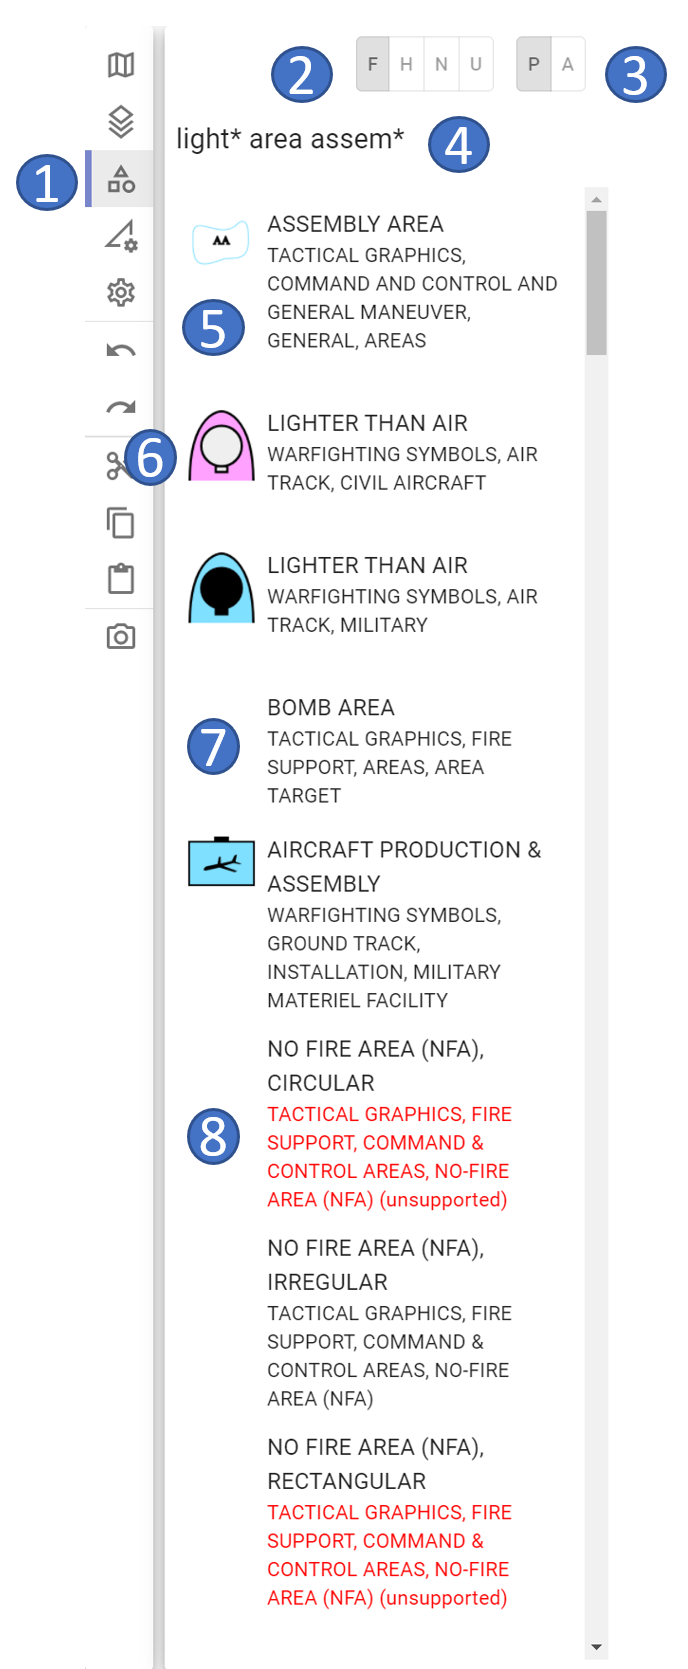 2
F H N U
P A
3
light* area assem*
4
1
ASSEMBLY AREA
AA
TACTICAL GRAPHICS,
COMMAND AND CONTROL AND
GENERAL MANEUVER,
GENERAL, AREAS
5
LIGHTER THAN AIR
WARFIGHTING SYMBOLS, AIR
TRACK, CIVIL AIRCRAFT
6
LIGHTER THAN AIR
WARFIGHTING SYMBOLS, AIR
TRACK, MILITARY
BOMB AREA
TACTICAL GRAPHICS, FIRE
SUPPORT, AREAS, AREA
TARGET
7
AIRCRAFT PRODUCTION &
ASSEMBLY
WARFIGHTING SYMBOLS,
GROUND TRACK,
INSTALLATION, MILITARY
MATERIEL FACILITY
NO FIRE AREA (NFA),
CIRCULAR
TACTICAL GRAPHICS, FIRE
SUPPORT, COMMAND &
CONTROL AREAS, NO-FIRE
AREA (NFA) (unsupported)
8
NO FIRE AREA (NFA),
IRREGULAR
TACTICAL GRAPHICS, FIRE
SUPPORT, COMMAND &
CONTROL AREAS, NO-FIRE
AREA (NFA)
NO FIRE AREA (NFA),
RECTANGULAR
TACTICAL GRAPHICS, FIRE
SUPPORT, COMMAND &
CONTROL AREAS, NO-FIRE
AREA (NFA) (unsupported)